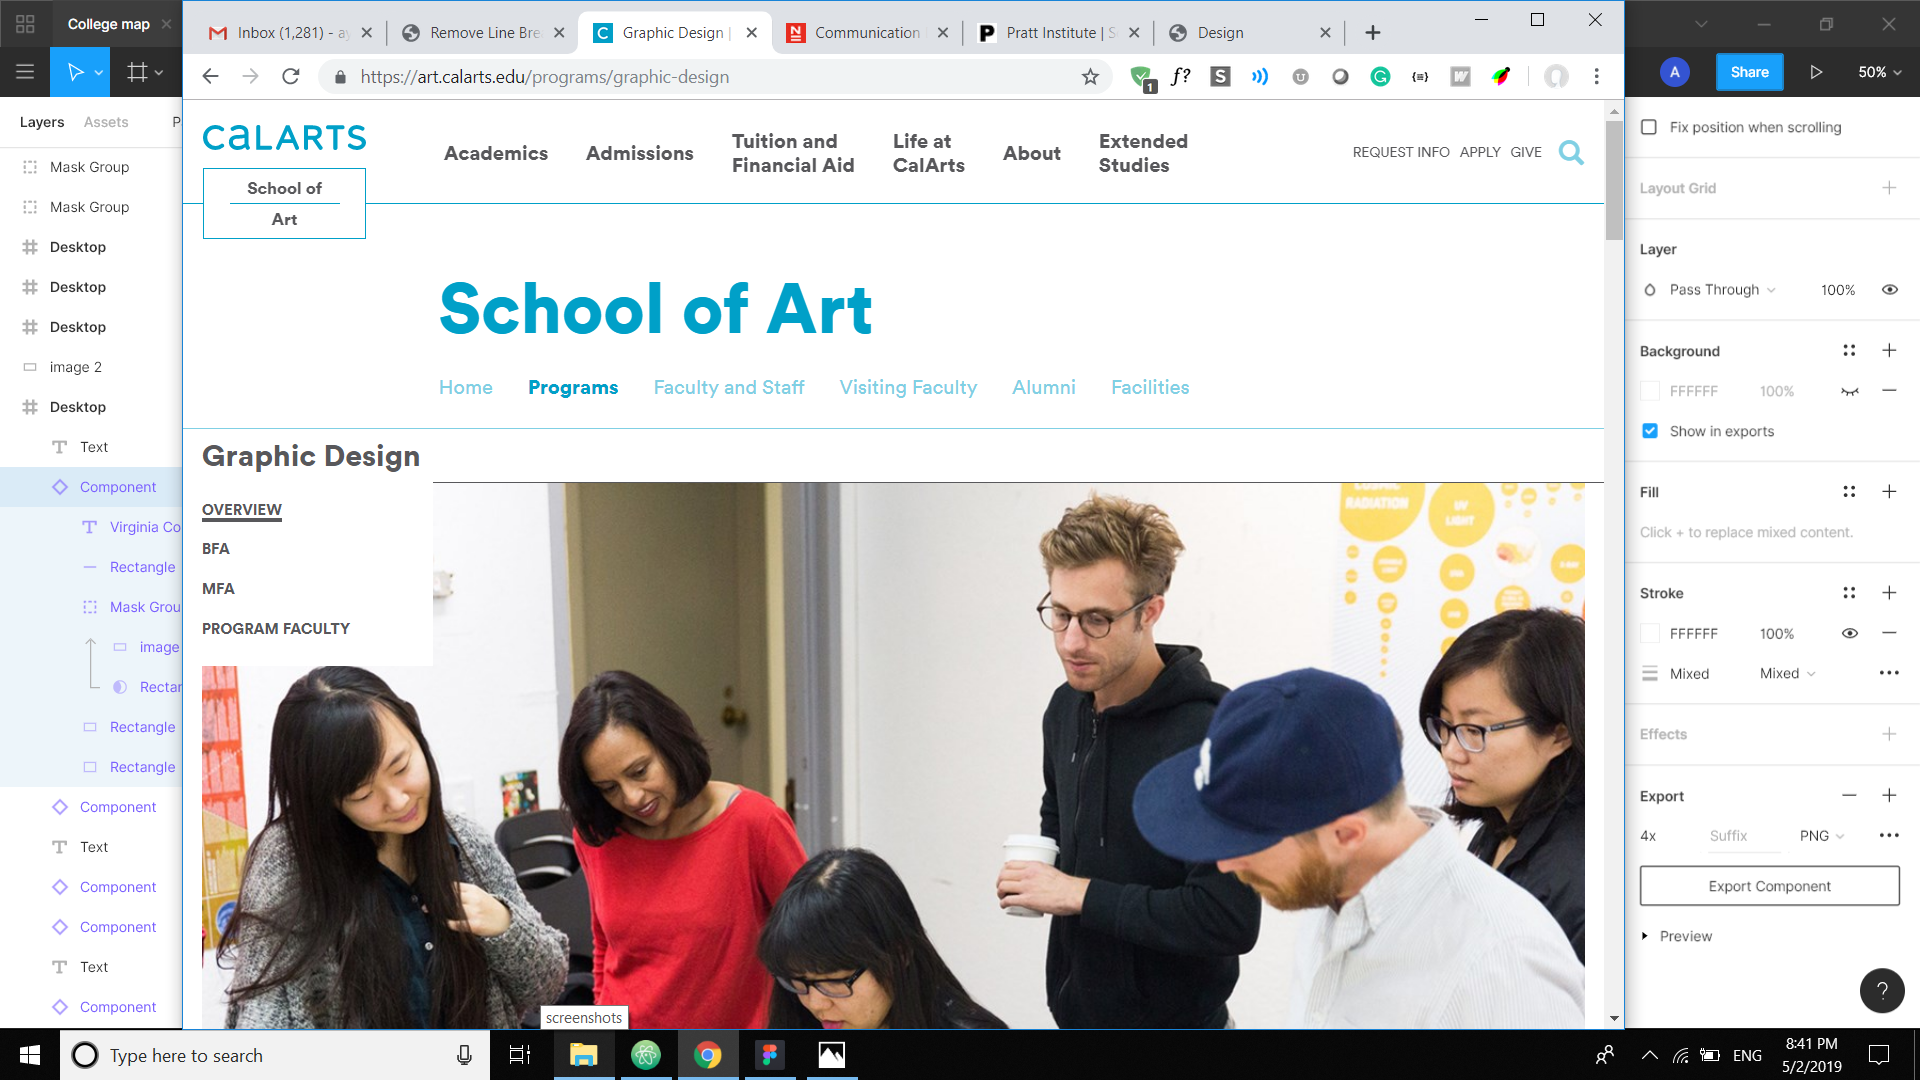 College map
Inbox (1,281) - ay
Remove Line Bre
Graphic Design |
Communication
Pratt Institute | S
Design
https://art.calarts.edu/programs/graphic-design
1
f?
S
A
Share
50%
Layers
Assets
P
Mask Group
Mask Group
Desktop
Desktop
Desktop
image 2
Desktop
Text
Component
Virginia Co
Rectangle
Mask Grou
image
Rectan
Rectangle
Rectangle
Component
Text
Component
Component
Text
Component
CALARTS
School of
Art
Academics
Admissions
Tuition and
Financial Aid
Life at
CalArts
About
Extended
Studies
REQUEST INFO
APPLY
GIVE
School of Art
Home
Programs
Faculty and Staff
Visiting Faculty
Alumni
Facilities
Graphic Design
OVERVIEW
BFA
MFA
PROGRAM FACULTY
COSMIC
RADIATION
UV
LIGHT
screenshots
Fix position when scrolling
Layout Grid
Layer
Pass Through
100%
Background
FFFFFF
100%
Show in exports
Fill
Click + to replace mixed content.
Stroke
FFFFFF
100%
Mixed
Mixed
Effects
Export
4x
Suffix
PNG
Export Component
Preview
?
Type here to search
ENG
8:41 PM
5/2/2019